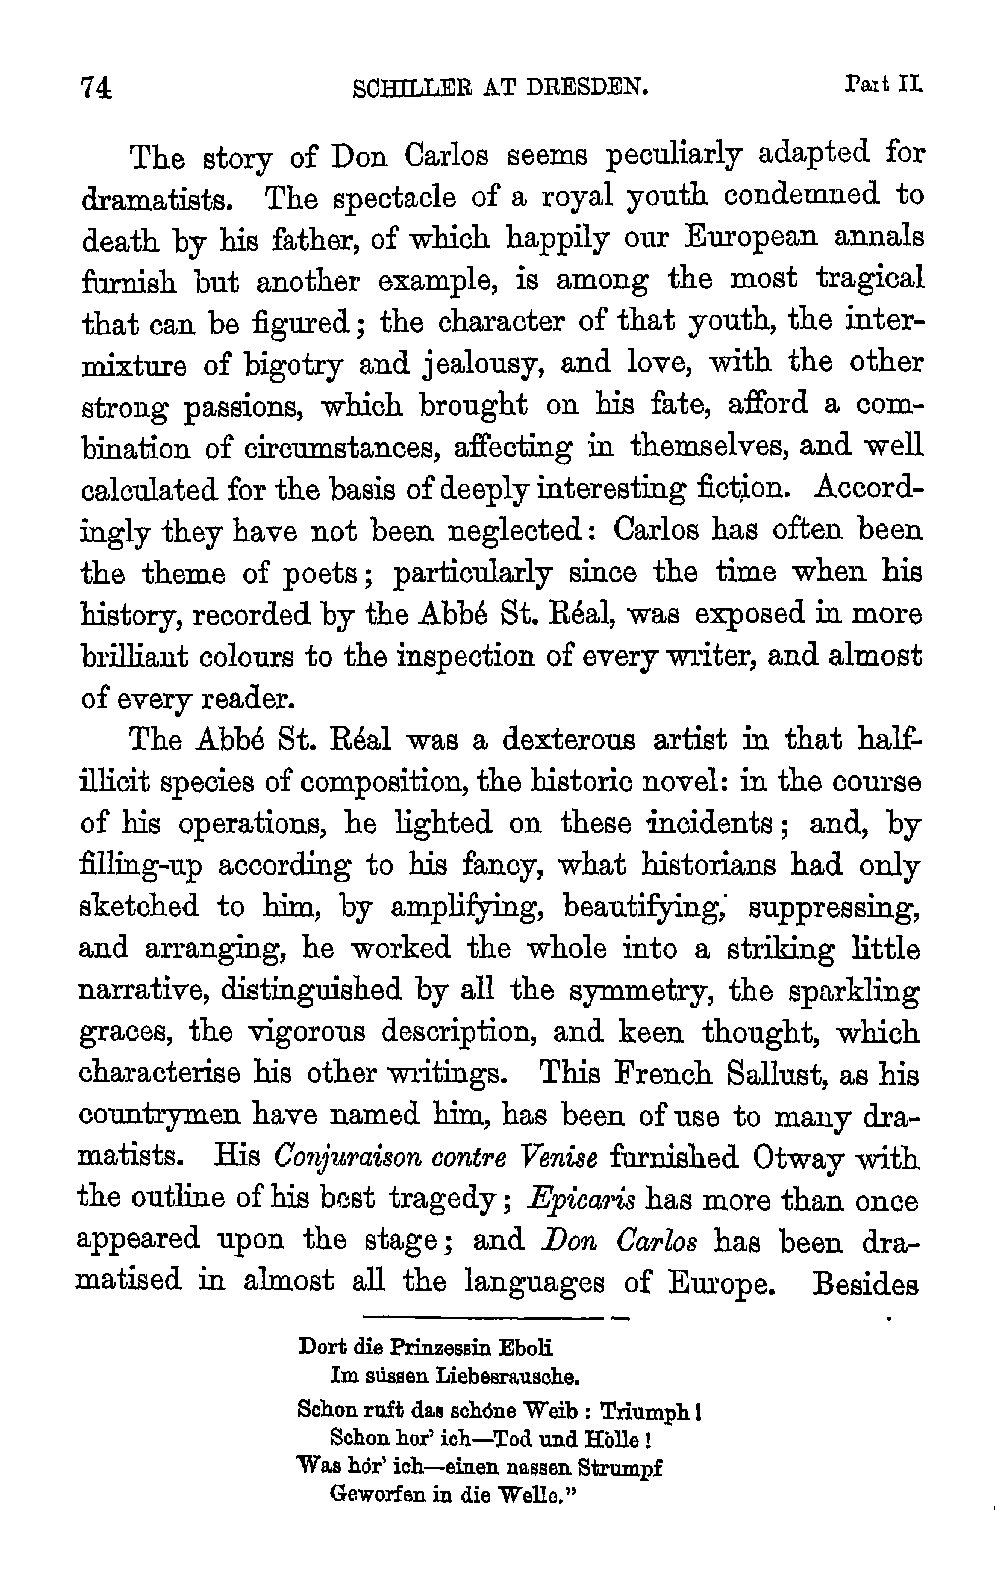 74 SCHILLER AT DRESDEN. Part II.
The story of Don Carlos seems peculiarly adapted for
dramatists. The spectacle of a royal youth condemned to
death by his father, of which happily our European annals
furnish but another example, is among the most tragical
that can be figured; the character of that youth, the inter-
mixture of bigotry and jealousy, and love, with the other
strong passions, which brought on his fate, afford a com-
bination of circumstances, affecting in themselves, and well
calculated for the basis of deeply interesting fiction. Accord-
ingly they have not been neglected: Carlos has often been
the theme of poets; particularly since the time when his
history, recorded by the Abbé St. Réal, was exposed in more
brilliant colours to the inspection of every writer, and almost
of every reader.
The Abbé St. Réal was a dexterous artist in that half-
illicit species of composition, the historic novel: in the course
of his operations, he lighted on these incidents; and, by
filling-up according to his fancy, what historians had only
sketched to him, by amplifying, beautifying, suppressing,
and arranging, he worked the whole into a striking little
narrative, distinguished by all the symmetry, the sparkling
graces, the vigorous description, and keen thought, which
characterise his other writings. This French Sallust, as his
countrymen have named him, has been of use to many dra-
matists. His Conjuraison contre Venise furnished Otway with
the outline of his best tragedy; Epicaris has more than once
appeared upon the stage; and Don Carlos has been dra-
matised in almost all the languages of Europe. Besides
Dort die Prinzessin Eboli
Im süssen Liebesrausche.
Schon ruft das schöne Weib: Triumph!
Schon hor' ich—Tod und Hölle!
Was hör' ich—einen nassen Strumpf
Geworfen in die Welle."